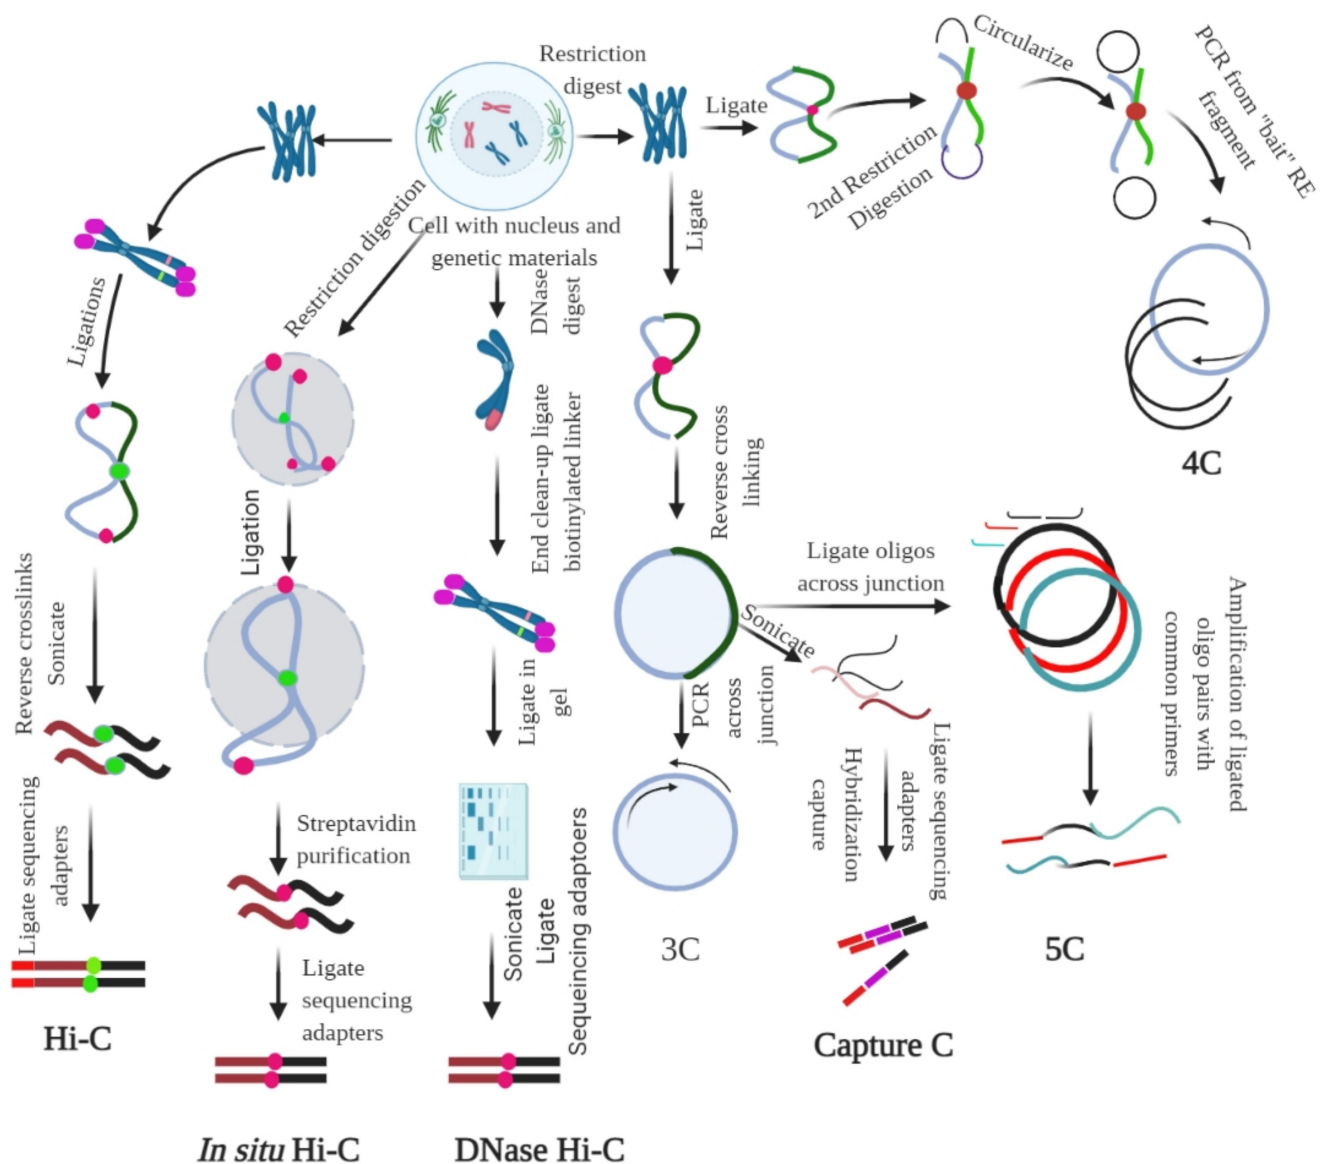 Restriction
digest
Circularize
PCR from "bait" RE
fragment
Ligate
2nd Restriction
Digestion
Cell with nucleus and
genetic materials
Restriction digestion
Ligate
DNase
digest
Ligations
4C
End clean-up ligate
biotinylated linker
Reverse cross
linking
Ligation
Ligate oligos
across junction
Reverse crosslinks
Sonicate
Sonicate
Amplification of ligated
oligo pairs with
common primers
Ligate in
gel
PCR
across
junction
Ligate sequencing
adapters
Hybridization
capture
Ligate sequencing
adapters
Streptavidin
purification
Sonicate
Ligate
Sequeincing adaptoers
3C
5C
Ligate
sequencing
adapters
Hi-C
Capture C
In situ Hi-C
DNase Hi-C